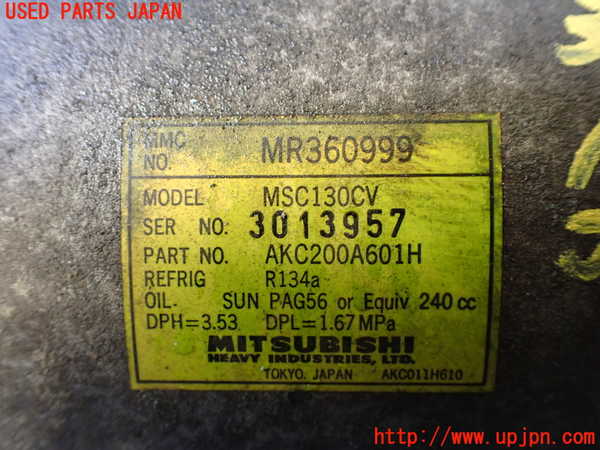 USED PARTS JAPAN
MMC NO. MR360999
MODEL MSC130CV
SER NO. 3013957
PART NO. AKC200A601H
REFRIG R134a
OIL. SUN PAG56 or Equiv 240 cc
DPH=3.53 DPL=1.67 MPa
MITSUBISHI
HEAVY INDUSTRIES, LTD.
TOKYO. JAPAN AKC011H610
http://www.upjpn.com